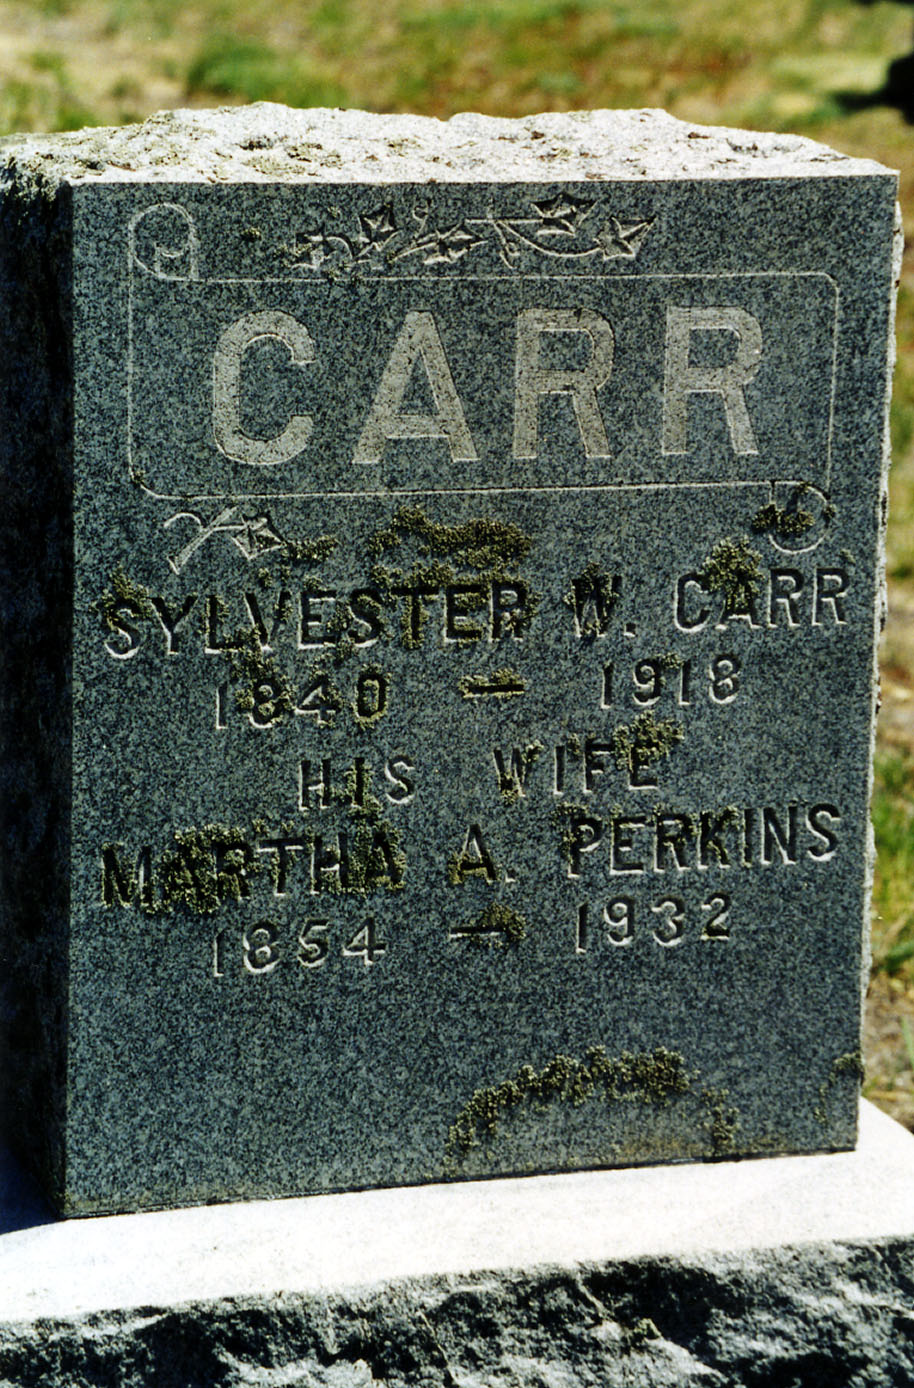 CARR
SYLVESTER W. CARR
1840 — 1918
HIS WIFE
MARTHA A. PERKINS
1854 — 1932